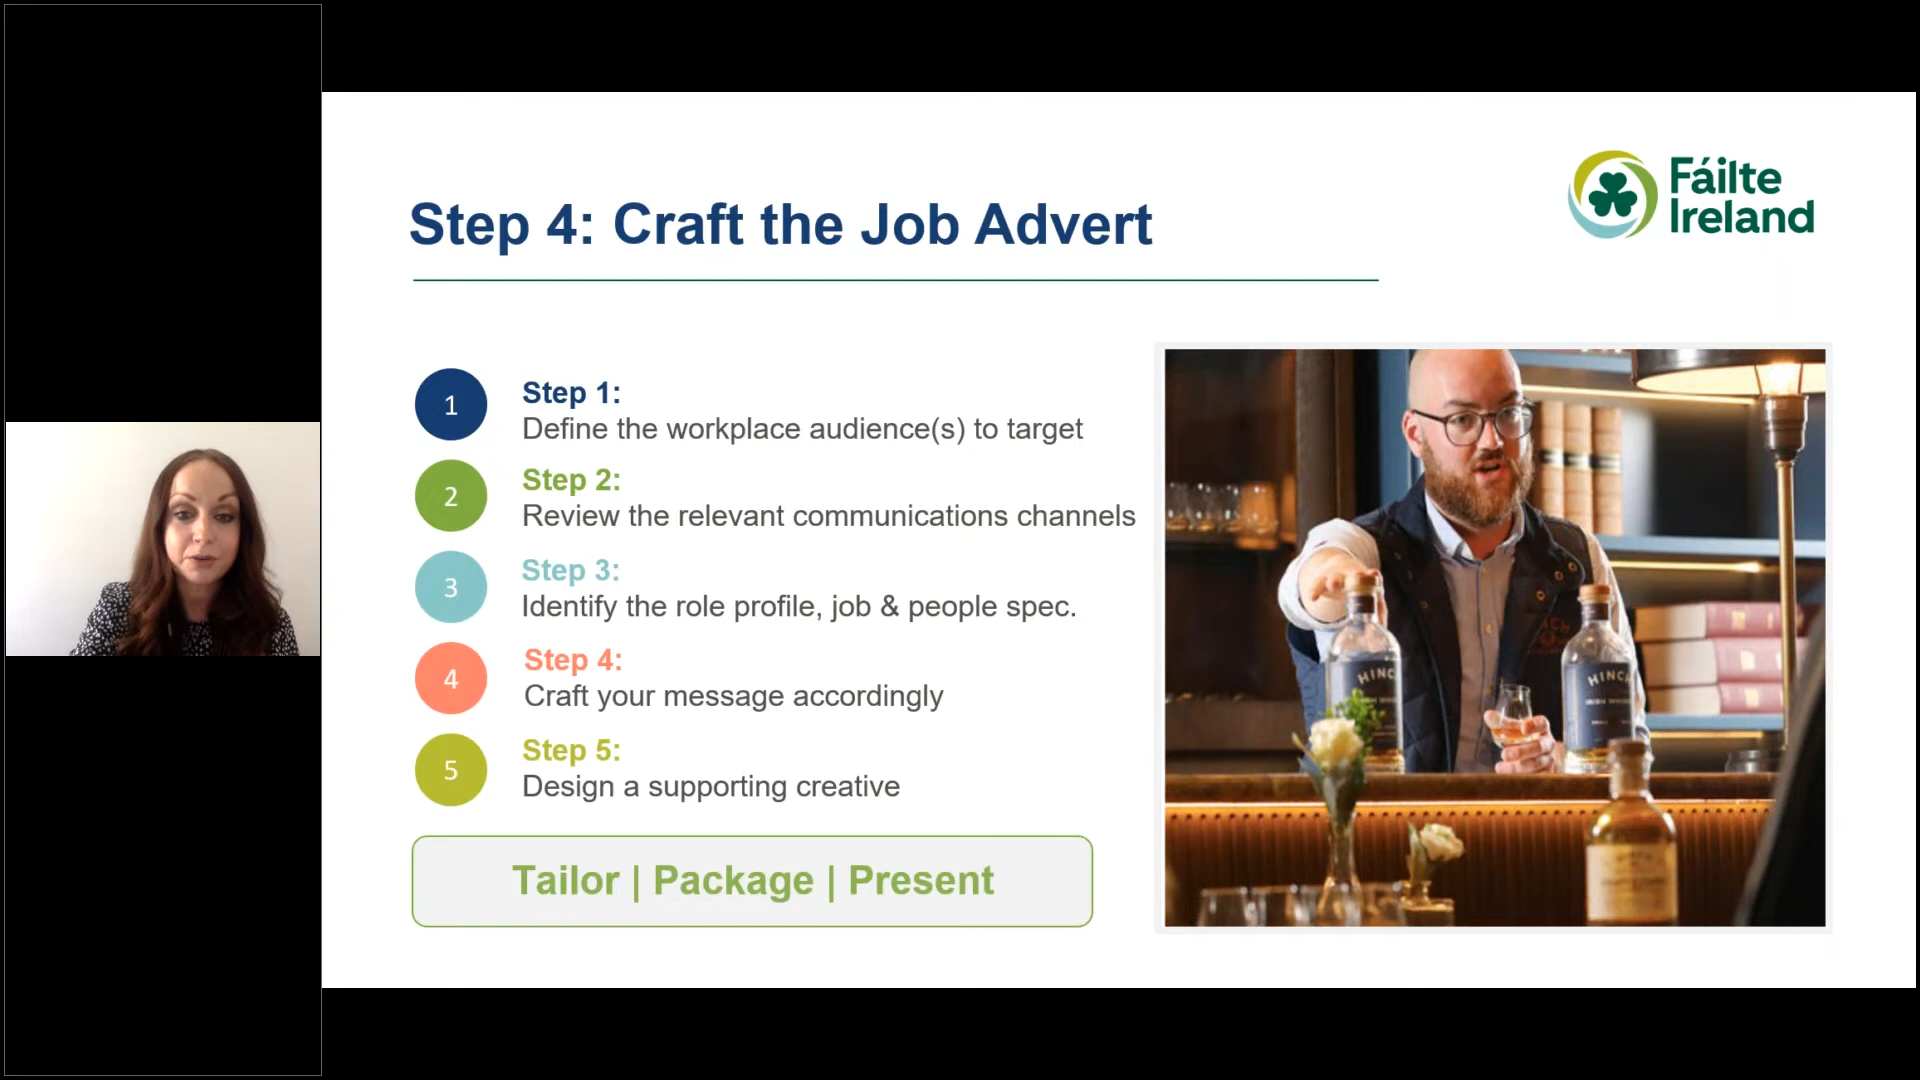 Step 4: Craft the Job Advert
Fáilte
Ireland
1
Step 1:
Define the workplace audience(s) to target
2
Step 2:
Review the relevant communications channels
3
Step 3:
Identify the role profile, job & people spec.
4
Step 4:
Craft your message accordingly
5
Step 5:
Design a supporting creative
Tailor | Package | Present
HINC
HINC